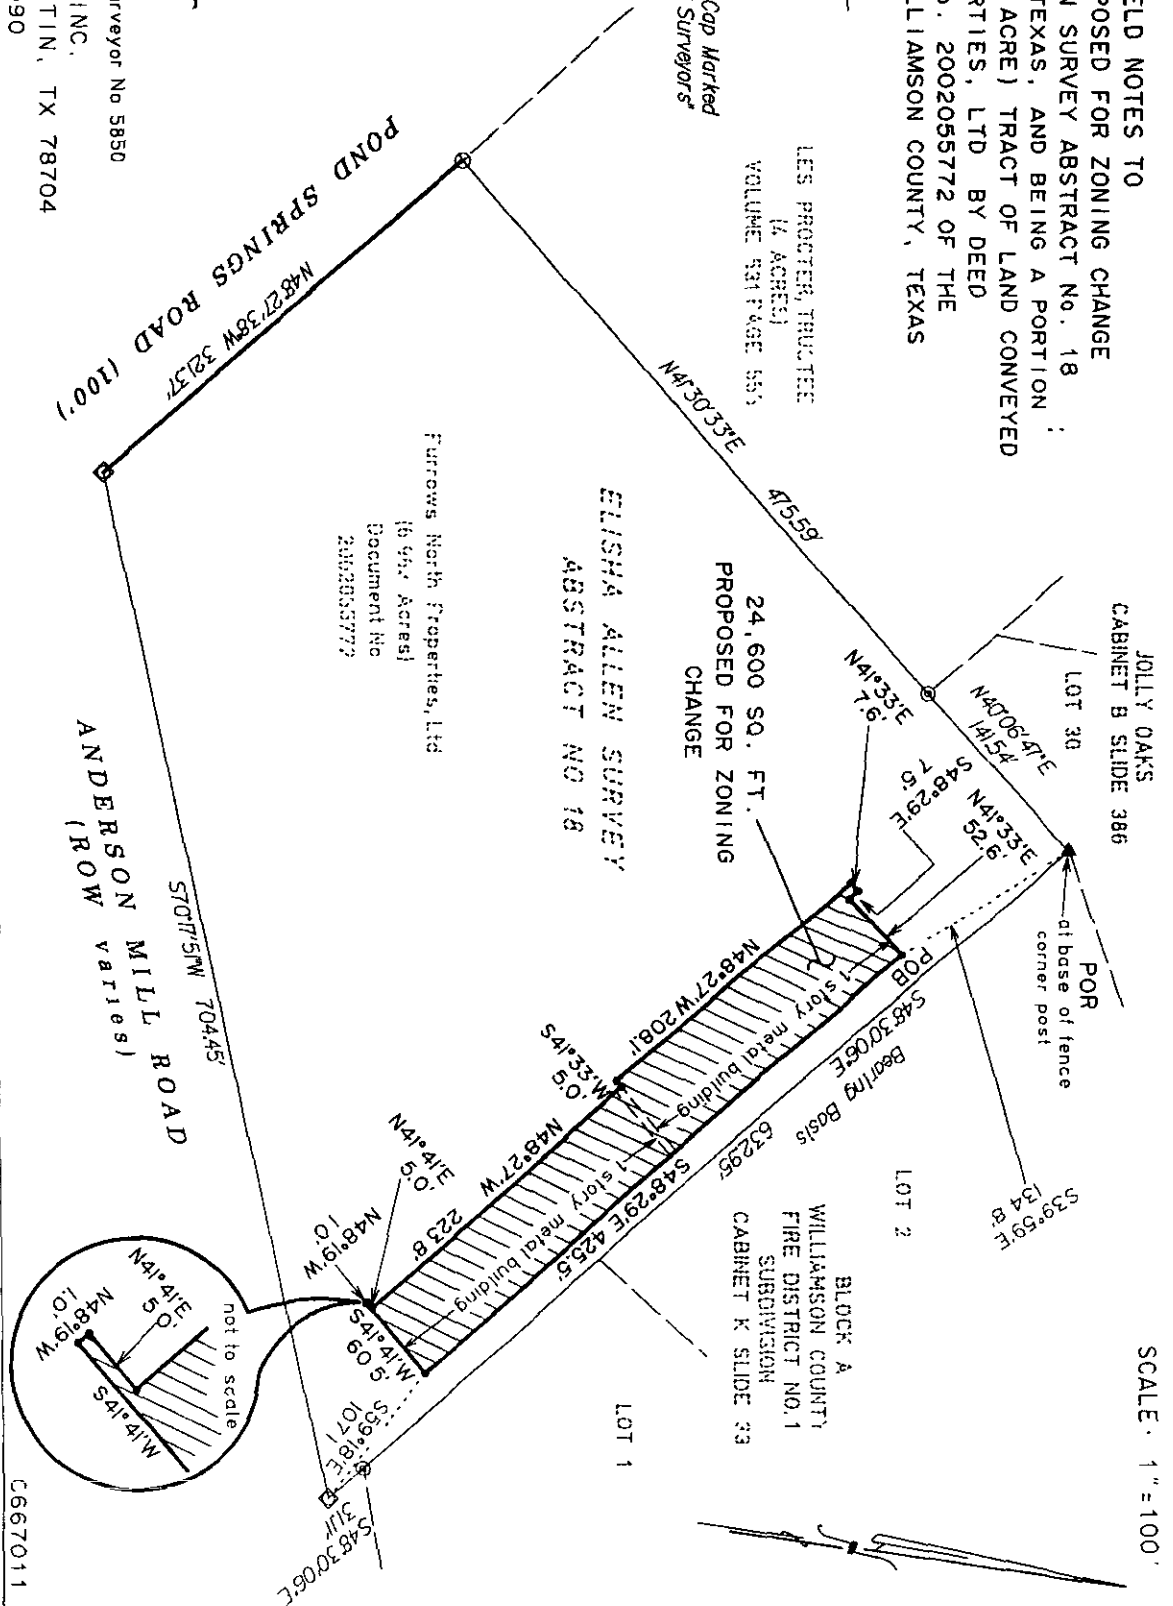 ELD NOTES TO
POSED FOR ZONING CHANGE
N SURVEY ABSTRACT No. 18 ;
TEXAS, AND BEING A PORTION
ACRE) TRACT OF LAND CONVEYED
RTIES, LTD BY DEED
O. 2002055772 OF THE
LLIAMSON COUNTY, TEXAS
SCALE· 1"=100'
JOLLY OAKS
CABINET B SLIDE 386
LOT 30
N40°06'47"E
141.54'
POR
at base of fence
corner post
Cap Marked
Surveyors"
LES PROCTER, TRUCTEE
(4 ACRES)
VOLUME 531 PAGE
N41°30'33"E
475.59'
N41°33'E
7.6'
S48°29'E
7 5'
N41°33'E
52.6'
S39°59'E
134 8'
24,600 SQ. FT.
PROPOSED FOR ZONING
CHANGE
POB
S48°30'06"E
Bearing Basis
632.95'
LOT 2
BLOCK A
WILLIAMSON COUNTY
FIRE DISTRICT NO.1
SUBDIVISION
CABINET K SLIDE 33
LOT 1
ELISHA ALLEN SURVEY
ABSTRACT NO 18
N48°27'W 208.1'
1 story metal building
S48°29'E 425.5'
S41°33'W
5.0'
1 story metal building
N48°27'W
223 8'
N41°41'E
5.0'
N48°19'W
1.0'
S41°41'W
60 5'
S59°18'E
107 1
S48°30'06"E
31.11'
Furrows North Properties, Ltd
Acres)
Document No
2002055772
POND SPRINGS ROAD (100')
N48°27'38"W 321.37'
S70°17'51"W 704.45'
ANDERSON MILL ROAD
(ROW varies)
not to scale
N41°41'E
5.0'
N48°19'W
1.0'
S41°41'W
rveyor No 5850
INC.
TIN, TX 78704
990
C667011